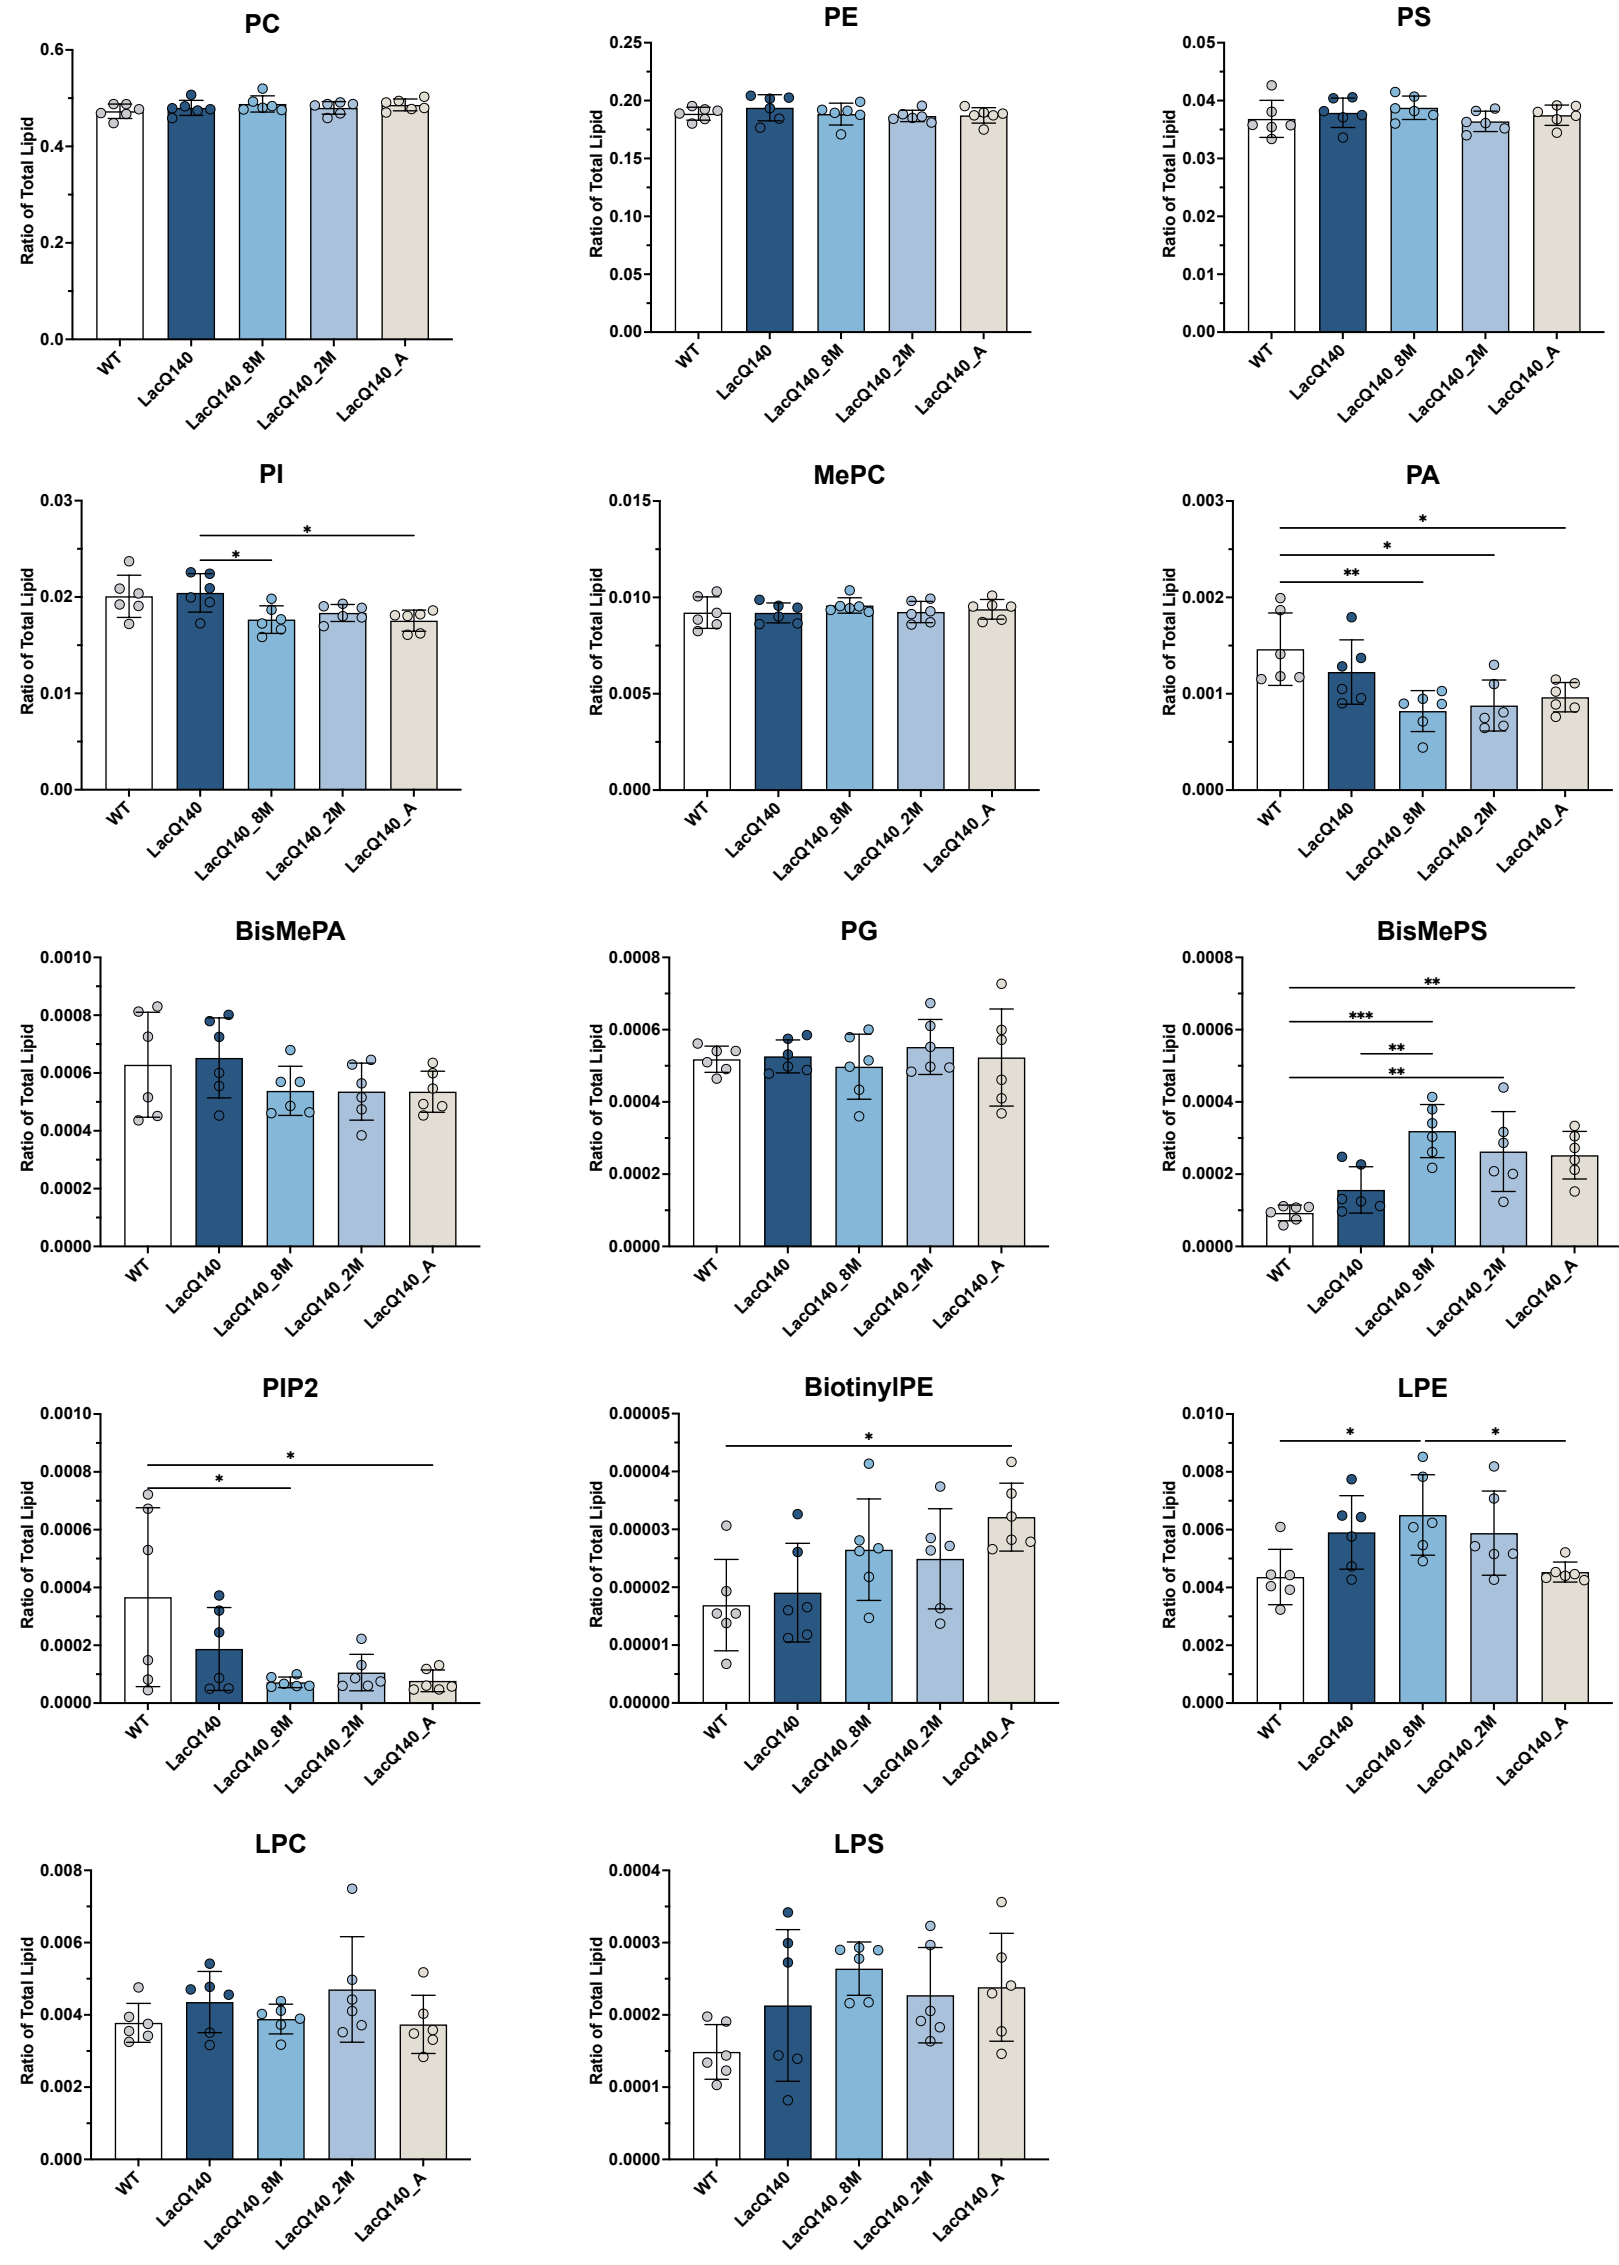 PC
Ratio of Total Lipid
0.6
0.4
0.2
0.0
WT
LacQ140
LacQ140_8M
LacQ140_2M
LacQ140_A
PE
Ratio of Total Lipid
0.25
0.20
0.15
0.10
0.05
0.00
WT
LacQ140
LacQ140_8M
LacQ140_2M
LacQ140_A
PS
Ratio of Total Lipid
0.05
0.04
0.03
0.02
0.01
0.00
WT
LacQ140
LacQ140_8M
LacQ140_2M
LacQ140_A
PI
Ratio of Total Lipid
0.03
0.02
0.01
0.00
*
*
WT
LacQ140
LacQ140_8M
LacQ140_2M
LacQ140_A
MePC
Ratio of Total Lipid
0.015
0.010
0.005
0.000
WT
LacQ140
LacQ140_8M
LacQ140_2M
LacQ140_A
PA
Ratio of Total Lipid
0.003
0.002
0.001
0.000
*
*
**
WT
LacQ140
LacQ140_8M
LacQ140_2M
LacQ140_A
BisMePA
Ratio of Total Lipid
0.0010
0.0008
0.0006
0.0004
0.0002
0.0000
WT
LacQ140
LacQ140_8M
LacQ140_2M
LacQ140_A
PG
Ratio of Total Lipid
0.0008
0.0006
0.0004
0.0002
0.0000
WT
LacQ140
LacQ140_8M
LacQ140_2M
LacQ140_A
BisMePS
Ratio of Total Lipid
0.0008
0.0006
0.0004
0.0002
0.0000
**
***
**
**
WT
LacQ140
LacQ140_8M
LacQ140_2M
LacQ140_A
PIP2
Ratio of Total Lipid
0.0010
0.0008
0.0006
0.0004
0.0002
0.0000
*
*
WT
LacQ140
LacQ140_8M
LacQ140_2M
LacQ140_A
BiotinylPE
Ratio of Total Lipid
0.00005
0.00004
0.00003
0.00002
0.00001
0.00000
*
WT
LacQ140
LacQ140_8M
LacQ140_2M
LacQ140_A
LPE
Ratio of Total Lipid
0.010
0.008
0.006
0.004
0.002
0.000
*
*
WT
LacQ140
LacQ140_8M
LacQ140_2M
LacQ140_A
LPC
Ratio of Total Lipid
0.008
0.006
0.004
0.002
0.000
WT
LacQ140
LacQ140_8M
LacQ140_2M
LacQ140_A
LPS
Ratio of Total Lipid
0.0004
0.0003
0.0002
0.0001
0.0000
WT
LacQ140
LacQ140_8M
LacQ140_2M
LacQ140_A